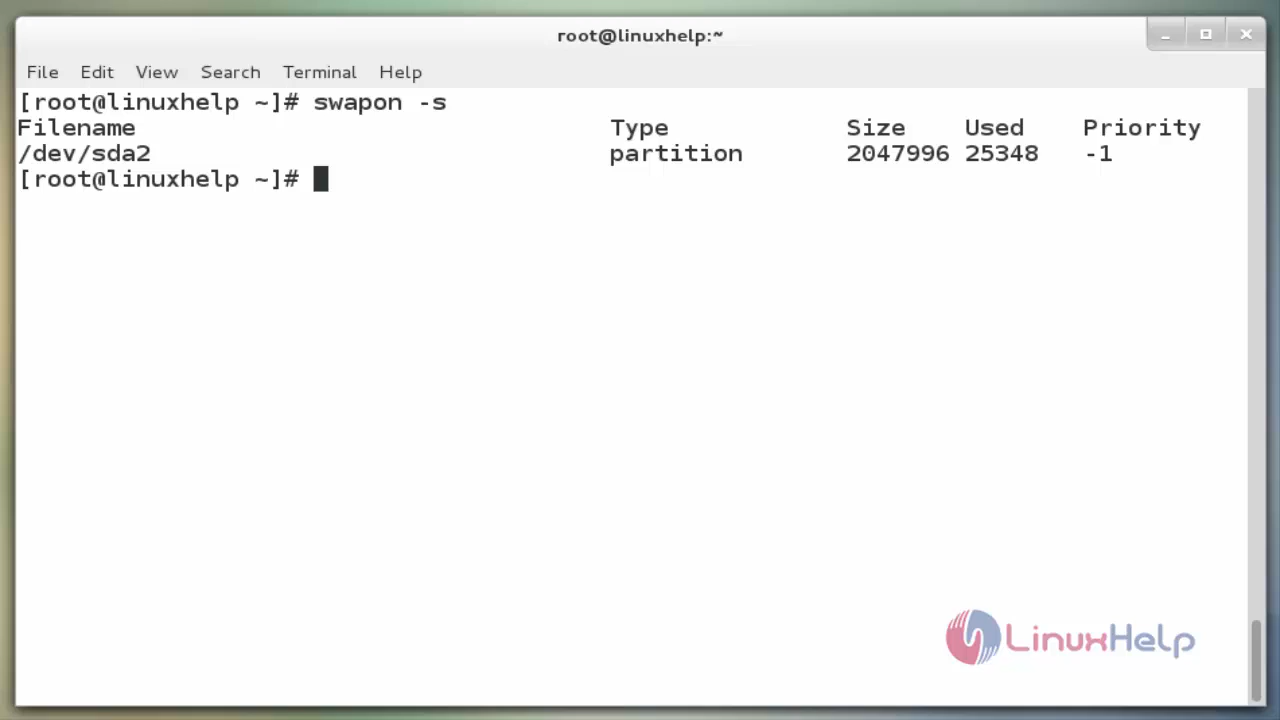 root@linuxhelp:~
File Edit View Search Terminal Help
[root@linuxhelp ~]# swapon -s
Filename Type Size Used Priority
/dev/sda2 partition 2047996 25348 -1
[root@linuxhelp ~]#
LinuxHelp